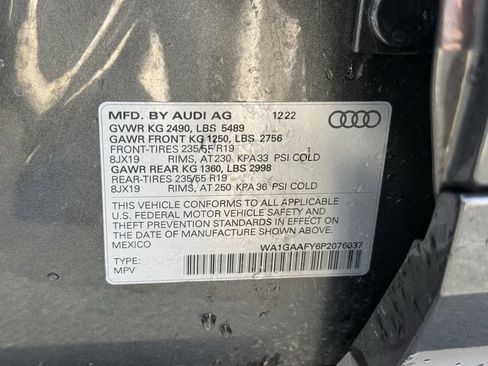 MFD. BY AUDI AG 12/22
GVWR KG 2490, LBS 5489
GAWR FRONT KG 1250, LBS 2756
FRONT-TIRES 235/55 R19
8JX19 RIMS, AT 230 KPA 33 PSI COLD
GAWR REAR KG 1360, LBS 2998
REAR-TIRES 235/55 R19
8JX19 RIMS, AT 250 KPA 36 PSI COLD
THIS VEHICLE CONFORMS TO ALL APPLICABLE
U.S. FEDERAL MOTOR VEHICLE SAFETY AND
THEFT PREVENTION STANDARDS IN EFFECT ON
THE DATE OF MANUFACTURE SHOWN ABOVE.
MEXICO WA1GAAFY6P2076037
TYPE:
MPV